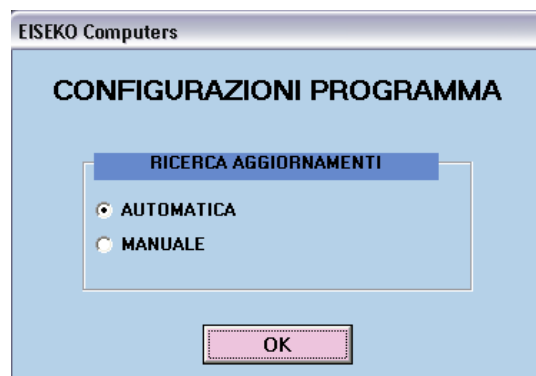 EISEKO Computers
CONFIGURAZIONI PROGRAMMA
RICERCA AGGIORNAMENTI
AUTOMATICA
MANUALE
OK